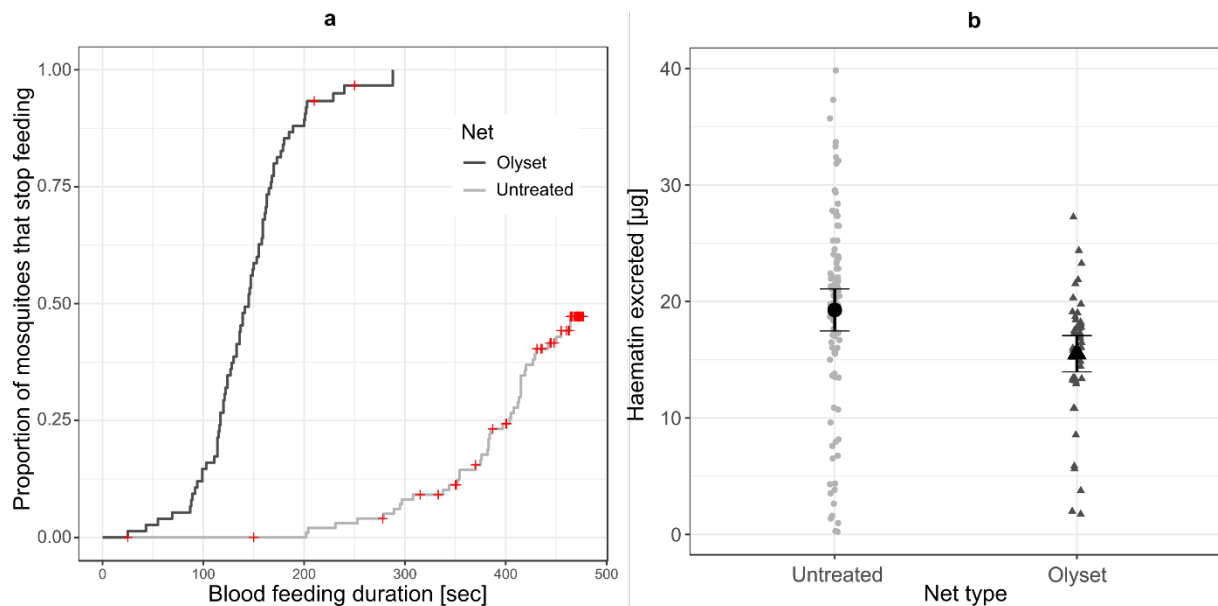 a
Proportion of mosquitoes that stop feeding
1.00
0.75
0.50
0.25
0.00
Net
Olyset
Untreated
0 100 200 300 400 500
Blood feeding duration [sec]
b
Haematin excreted [µg]
40
30
20
10
0
Untreated Olyset
Net type